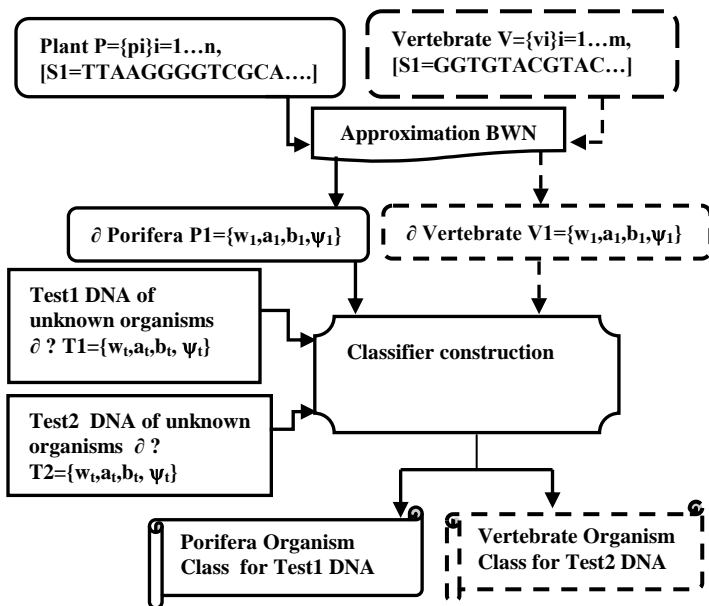 Plant P={pi}i=1…n,
[S1=TTAAGGGGTCGCA….]
Vertebrate V={vi}i=1…m,
[S1=GGTGTACGTAC…]
Approximation BWN
∂ Porifera P1={w₁,a₁,b₁,ψ₁}
∂ Vertebrate V1={w₁,a₁,b₁,ψ₁}
Test1 DNA of
unknown organisms
∂ ? T1={wₜ,aₜ,bₜ, ψₜ}
Classifier construction
Test2 DNA of unknown
organisms ∂ ?
T2={wₜ,aₜ,bₜ, ψₜ}
Porifera Organism
Class for Test1 DNA
Vertebrate Organism
Class for Test2 DNA